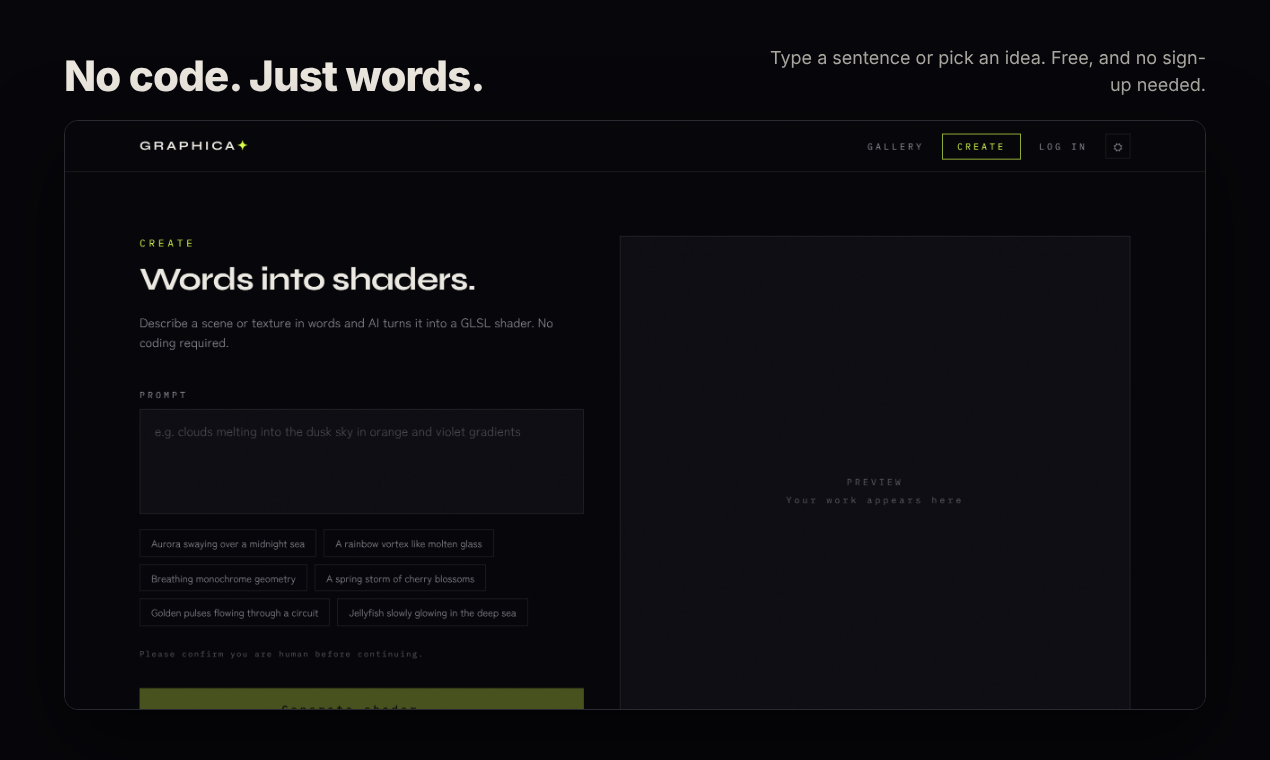 No code. Just words.
Type a sentence or pick an idea. Free, and no sign-
up needed.
GRAPHICA
GALLERY
CREATE
LOG IN
CREATE
Words into shaders.
Describe a scene or texture in words and AI turns it into a GLSL shader. No
coding required.
PROMPT
e.g. clouds melting into the dusk sky in orange and violet gradients
Aurora swaying over a midnight sea
A rainbow vortex like molten glass
Breathing monochrome geometry
A spring storm of cherry blossoms
Golden pulses flowing through a circuit
Jellyfish slowly glowing in the deep sea
Please confirm you are human before continuing.
Generate shader
PREVIEW
Your work appears here